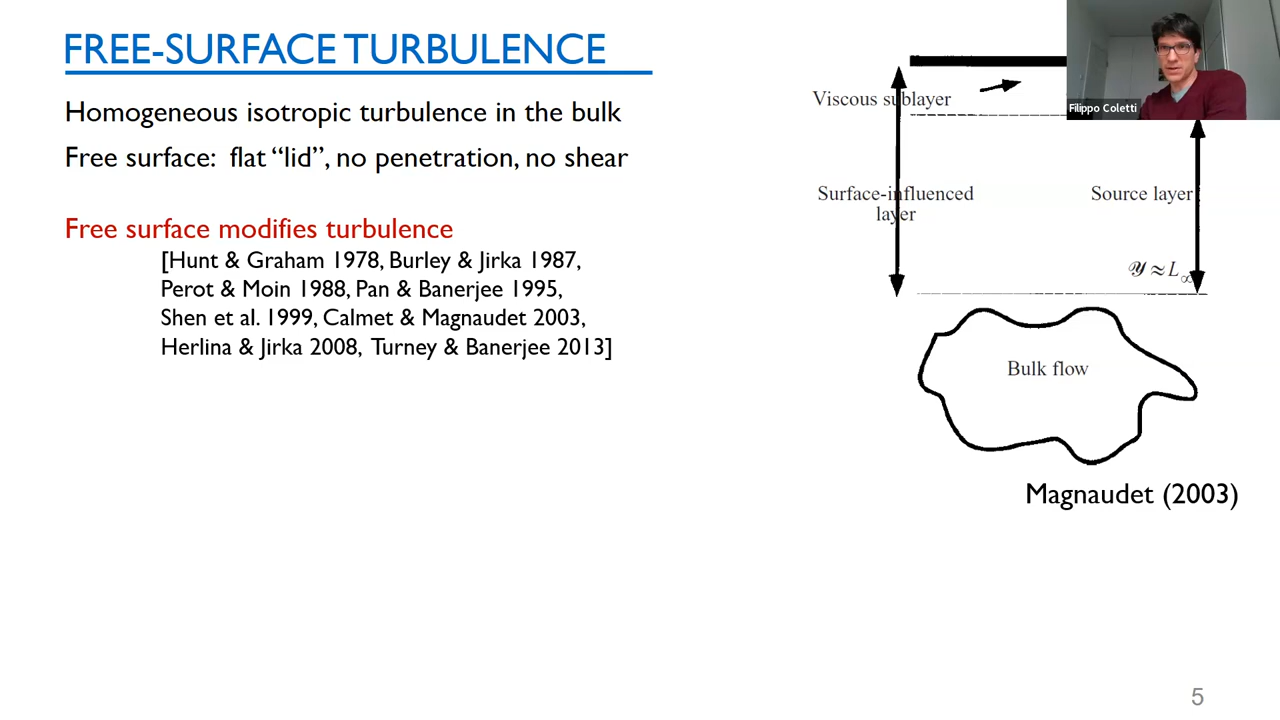 FREE-SURFACE TURBULENCE
Homogeneous isotropic turbulence in the bulk
Free surface: flat “lid”, no penetration, no shear
Free surface modifies turbulence
[Hunt & Graham 1978, Burley & Jirka 1987,
Perot & Moin 1988, Pan & Banerjee 1995,
Shen et al. 1999, Calmet & Magnaudet 2003,
Herlina & Jirka 2008, Turney & Banerjee 2013]
Filippo Coletti
Viscous sublayer
Surface-influenced
layer
Source layer
𝒴 ≈ L∞
Bulk flow
Magnaudet (2003)
5